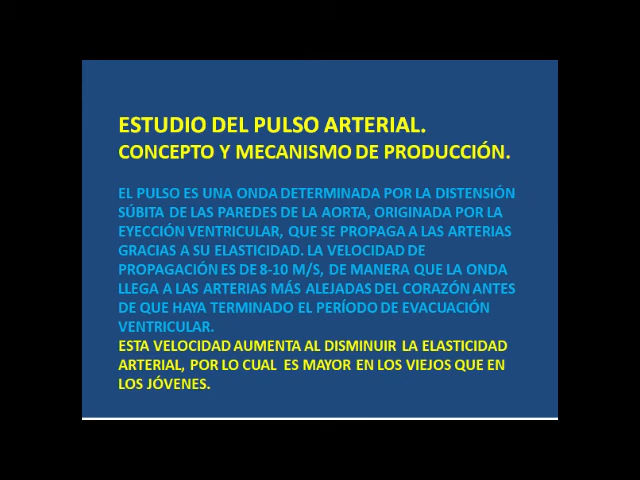 ESTUDIO DEL PULSO ARTERIAL.
CONCEPTO Y MECANISMO DE PRODUCCIÓN.
EL PULSO ES UNA ONDA DETERMINADA POR LA DISTENSIÓN
SÚBITA DE LAS PAREDES DE LA AORTA, ORIGINADA POR LA
EYECCIÓN VENTRICULAR, QUE SE PROPAGA A LAS ARTERIAS
GRACIAS A SU ELASTICIDAD. LA VELOCIDAD DE
PROPAGACIÓN ES DE 8-10 M/S, DE MANERA QUE LA ONDA
LLEGA A LAS ARTERIAS MÁS ALEJADAS DEL CORAZÓN ANTES
DE QUE HAYA TERMINADO EL PERÍODO DE EVACUACIÓN
VENTRICULAR.
ESTA VELOCIDAD AUMENTA AL DISMINUIR LA ELASTICIDAD
ARTERIAL, POR LO CUAL ES MAYOR EN LOS VIEJOS QUE EN
LOS JÓVENES.